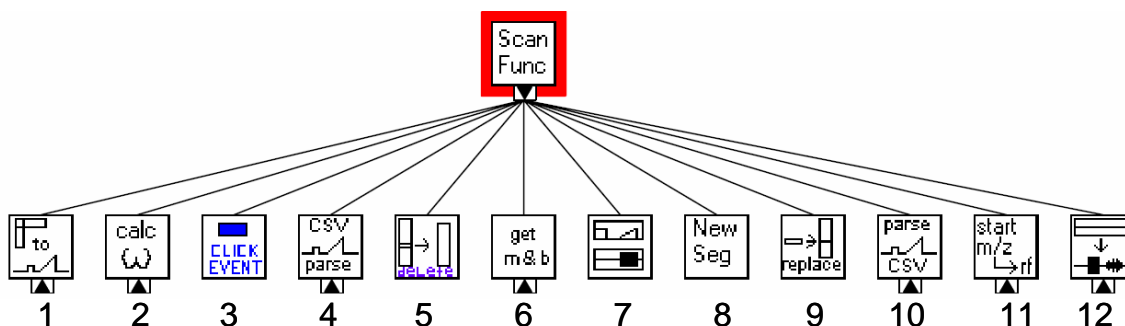 Scan
Func
to
calc
(ω)
CLICK
EVENT
CSV
parse
deLeTe
get
m & b
New
Seg
replace
parse
CSV
start
m/z
rf
1 2 3 4 5 6 7 8 9 10 11 12